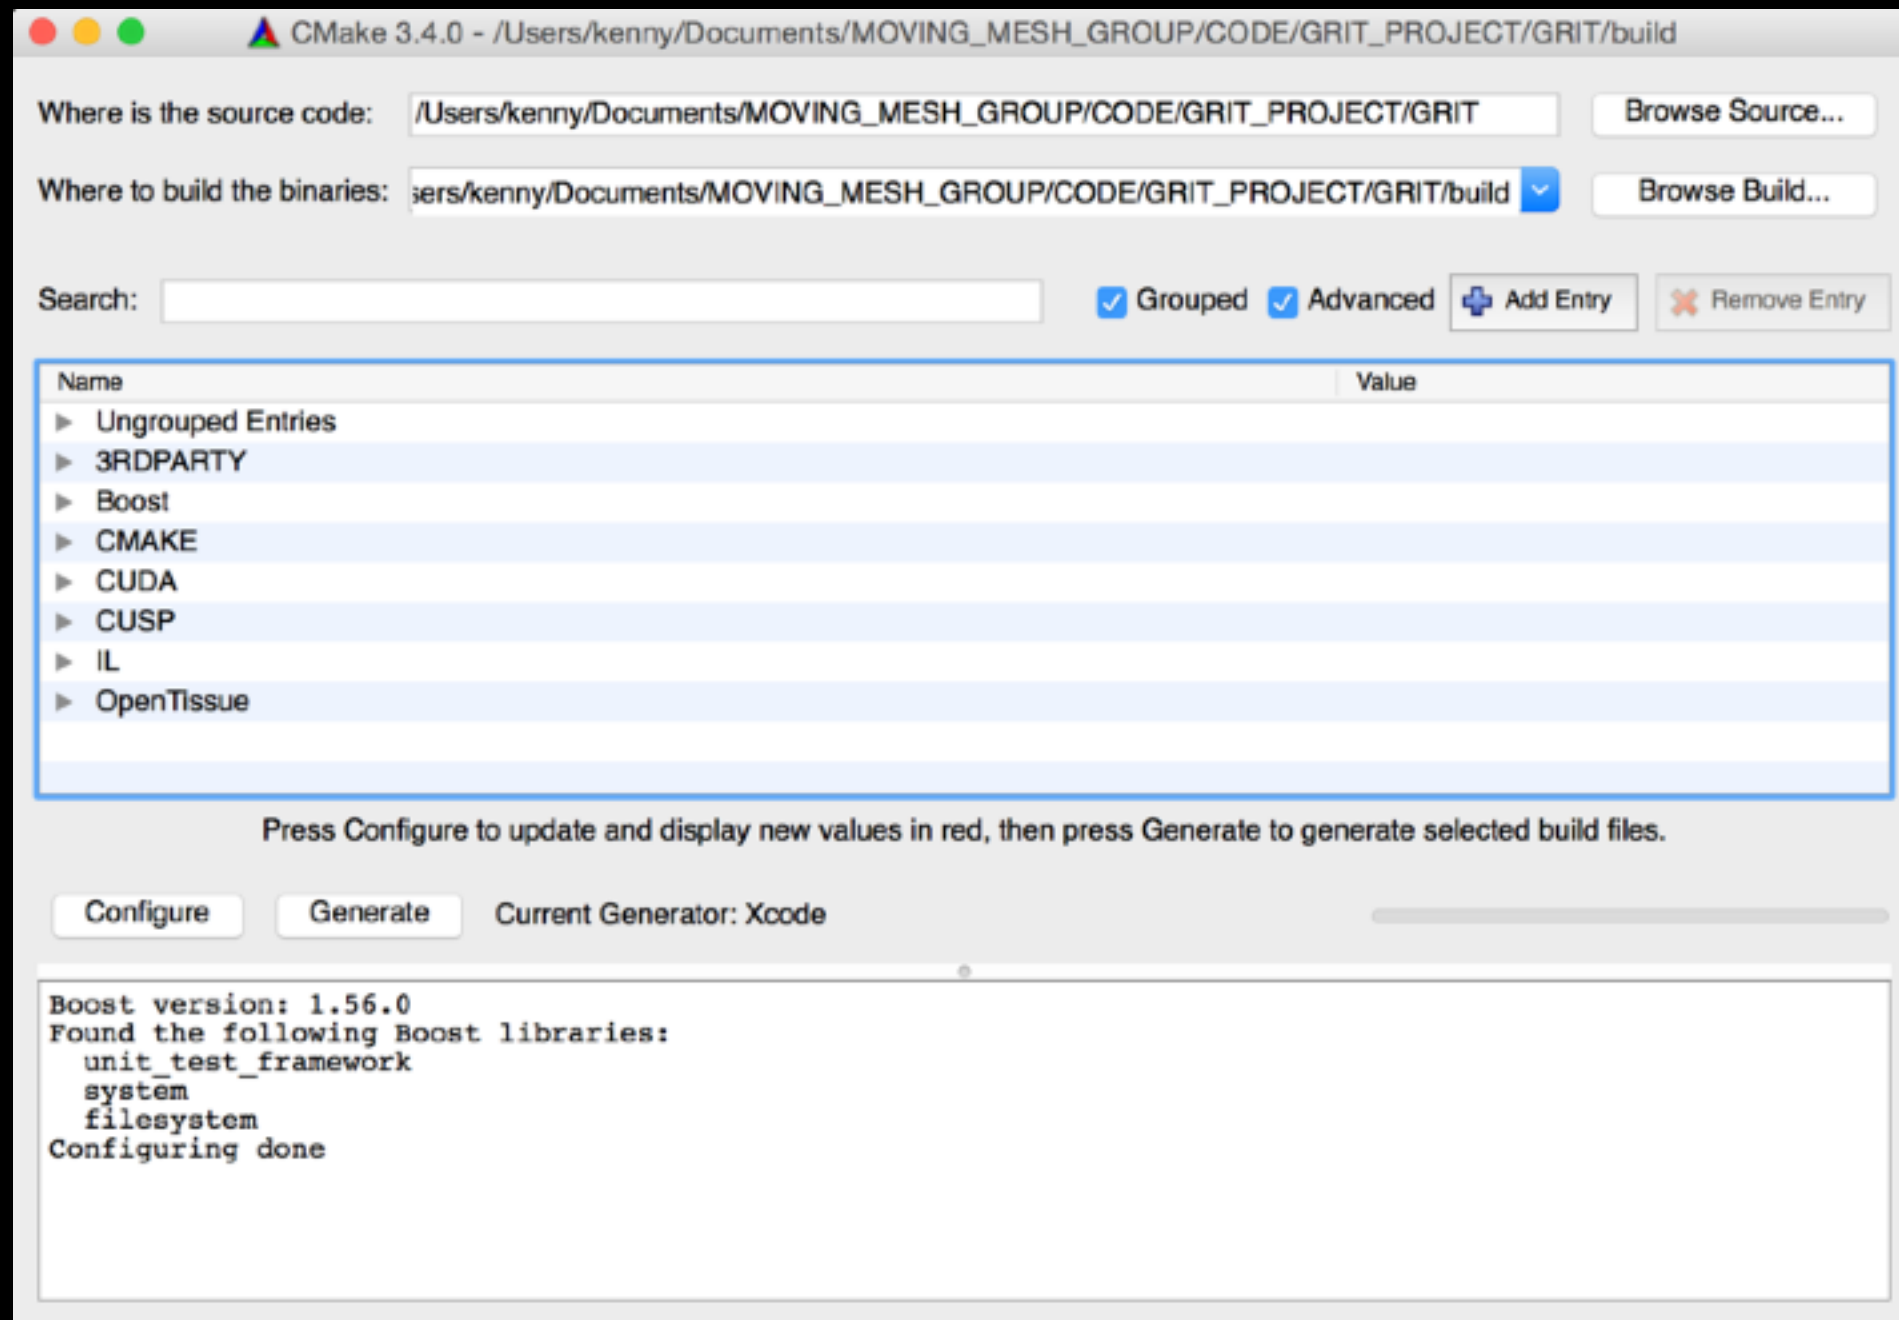 CMake 3.4.0 - /Users/kenny/Documents/MOVING_MESH_GROUP/CODE/GRIT_PROJECT/GRIT/build
Where is the source code: /Users/kenny/Documents/MOVING_MESH_GROUP/CODE/GRIT_PROJECT/GRIT Browse Source...
Where to build the binaries: sers/kenny/Documents/MOVING_MESH_GROUP/CODE/GRIT_PROJECT/GRIT/build Browse Build...
Search: Grouped Advanced Add Entry Remove Entry
Name Value
Ungrouped Entries
3RDPARTY
Boost
CMAKE
CUDA
CUSP
IL
OpenTissue
Press Configure to update and display new values in red, then press Generate to generate selected build files.
Configure Generate Current Generator: Xcode
Boost version: 1.56.0
Found the following Boost libraries:
unit_test_framework
system
filesystem
Configuring done